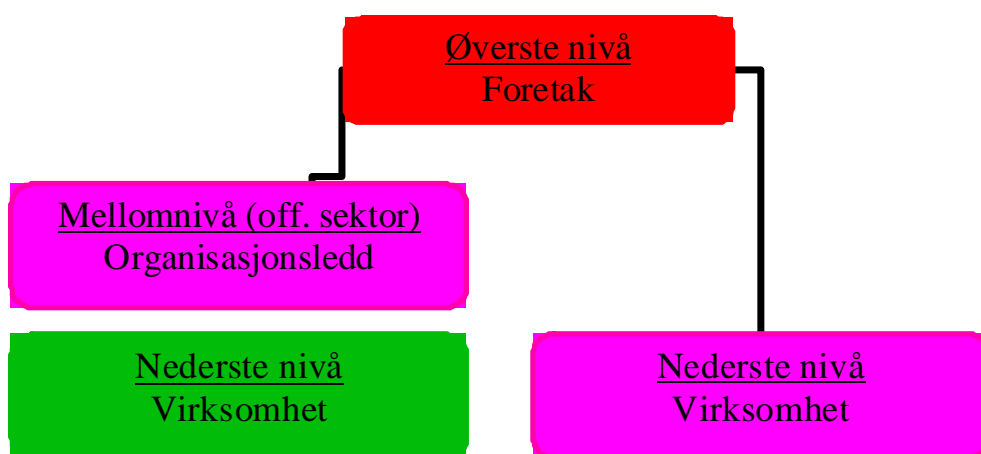 Øverste nivå
Foretak
Mellomnivå (off. sektor)
Organisasjonsledd
Nederste nivå
Virksomhet
Nederste nivå
Virksomhet